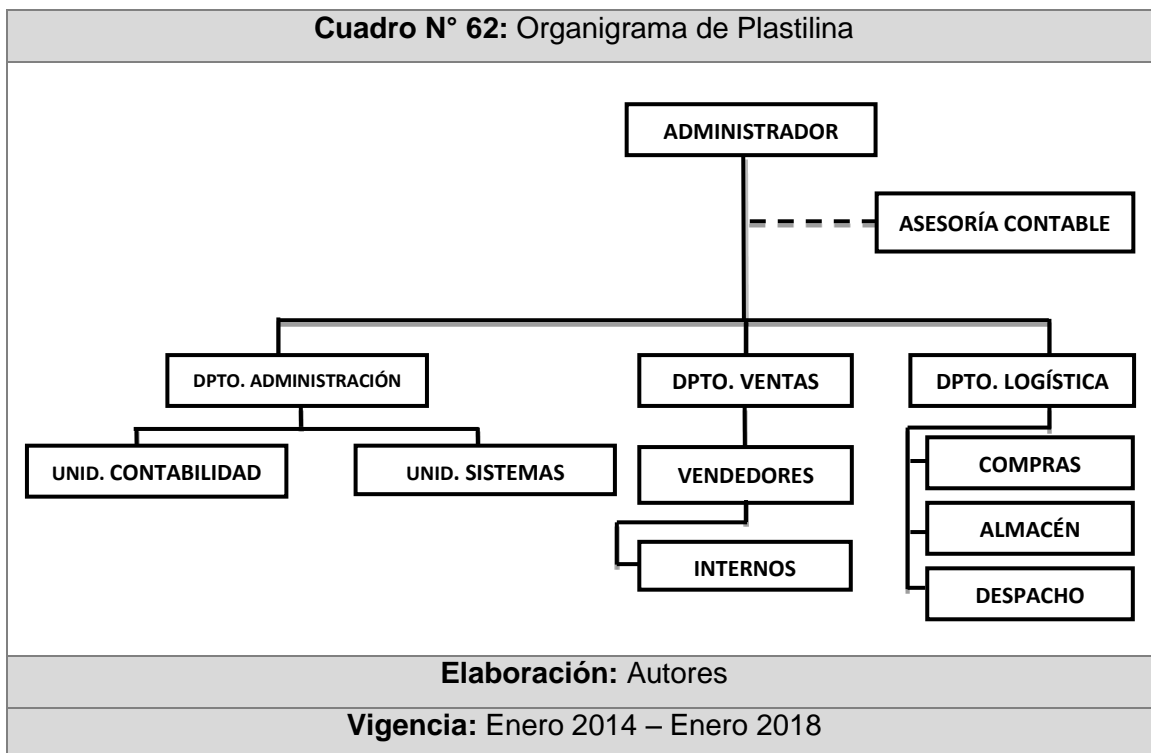 Cuadro N° 62: Organigrama de Plastilina
ADMINISTRADOR
ASESORÍA CONTABLE
DPTO. ADMINISTRACIÓN
DPTO. VENTAS
DPTO. LOGÍSTICA
UNID. CONTABILIDAD
UNID. SISTEMAS
VENDEDORES
COMPRAS
ALMACÉN
INTERNOS
DESPACHO
Elaboración: Autores
Vigencia: Enero 2014 – Enero 2018